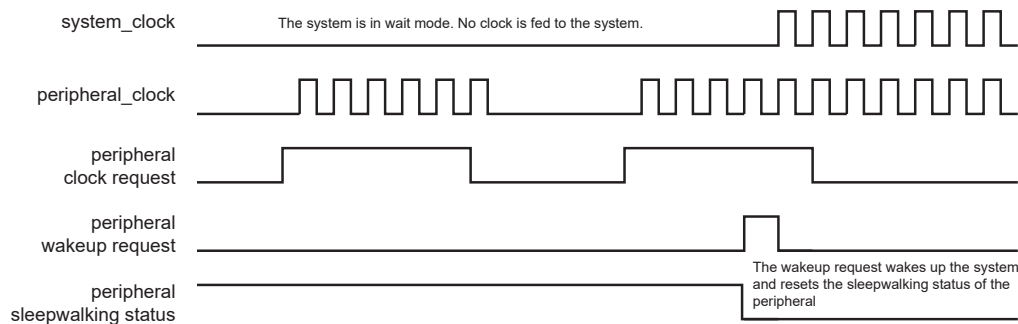 system_clock
The system is in wait mode. No clock is fed to the system.
peripheral_clock
peripheral
clock request
peripheral
wakeup request
The wakeup request wakes up the system
and resets the sleepwalking status of the
peripheral
peripheral
sleepwalking status